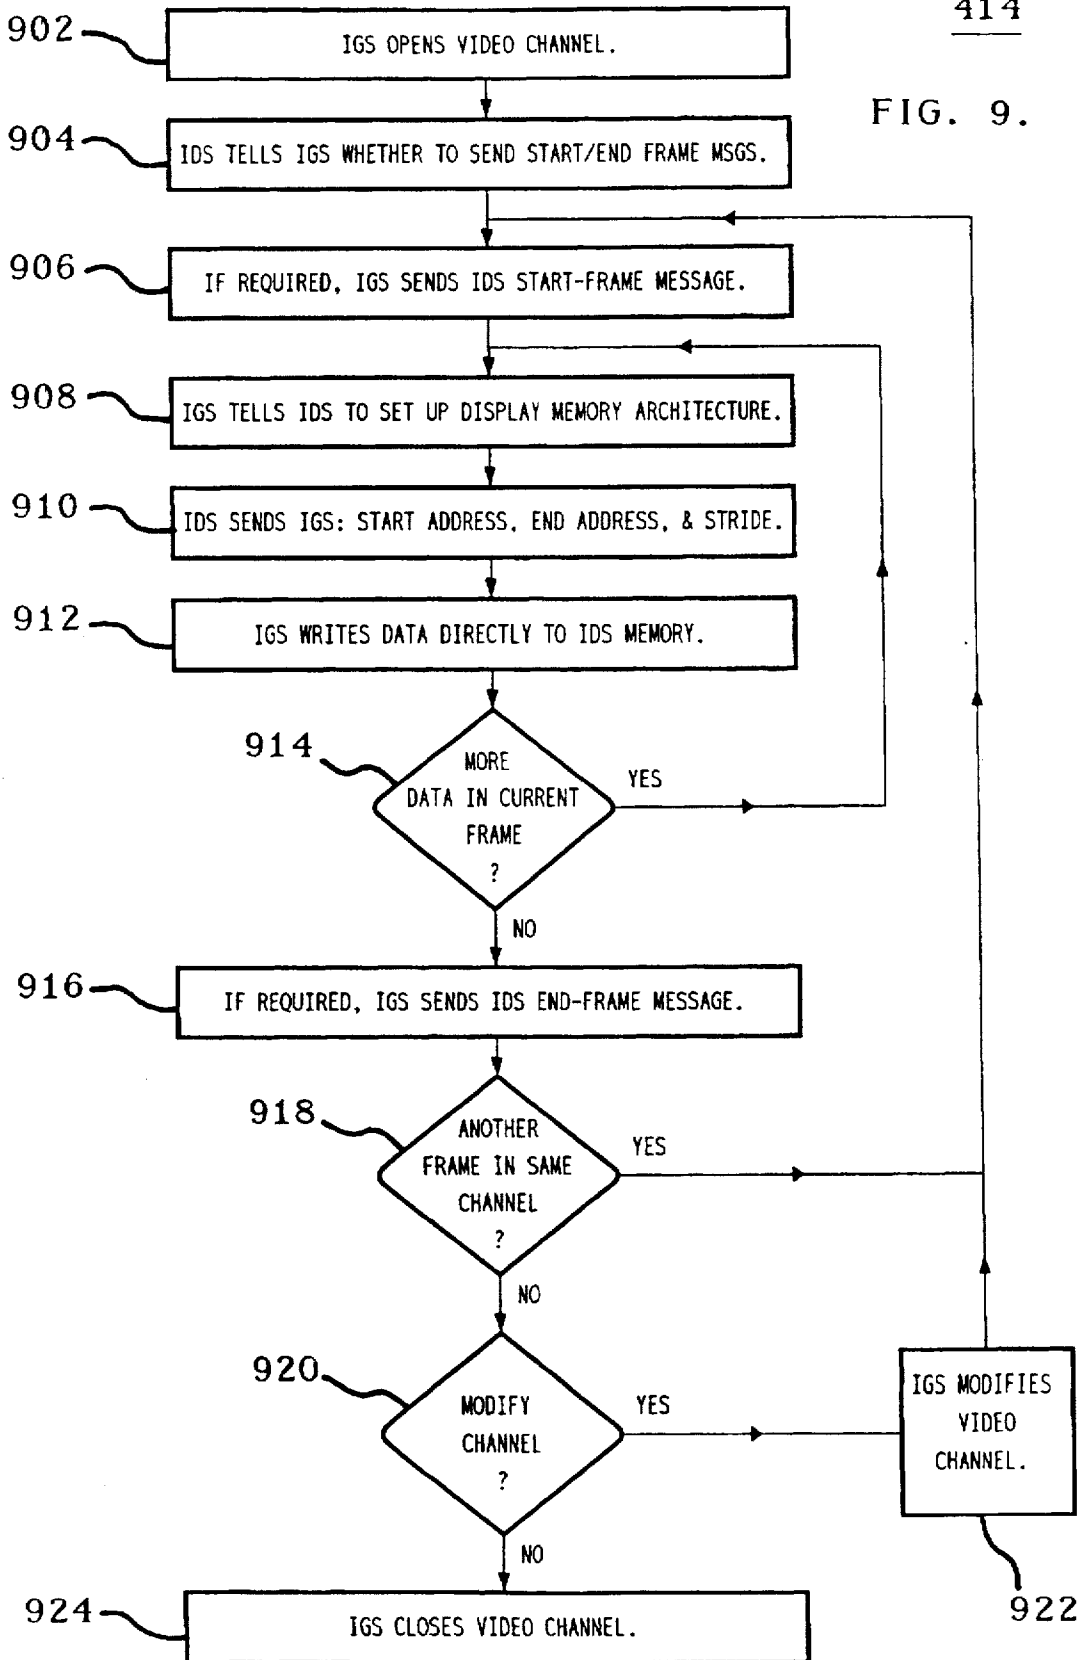 414
FIG. 9.
902
IGS OPENS VIDEO CHANNEL.
904
IDS TELLS IGS WHETHER TO SEND START/END FRAME MSGS.
906
IF REQUIRED, IGS SENDS IDS START-FRAME MESSAGE.
908
IGS TELLS IDS TO SET UP DISPLAY MEMORY ARCHITECTURE.
910
IDS SENDS IGS: START ADDRESS, END ADDRESS, & STRIDE.
912
IGS WRITES DATA DIRECTLY TO IDS MEMORY.
914
MORE
DATA IN CURRENT
FRAME
?
YES
NO
916
IF REQUIRED, IGS SENDS IDS END-FRAME MESSAGE.
918
ANOTHER
FRAME IN SAME
CHANNEL
?
YES
NO
920
MODIFY
CHANNEL
?
YES
IGS MODIFIES
VIDEO
CHANNEL.
922
NO
924
IGS CLOSES VIDEO CHANNEL.